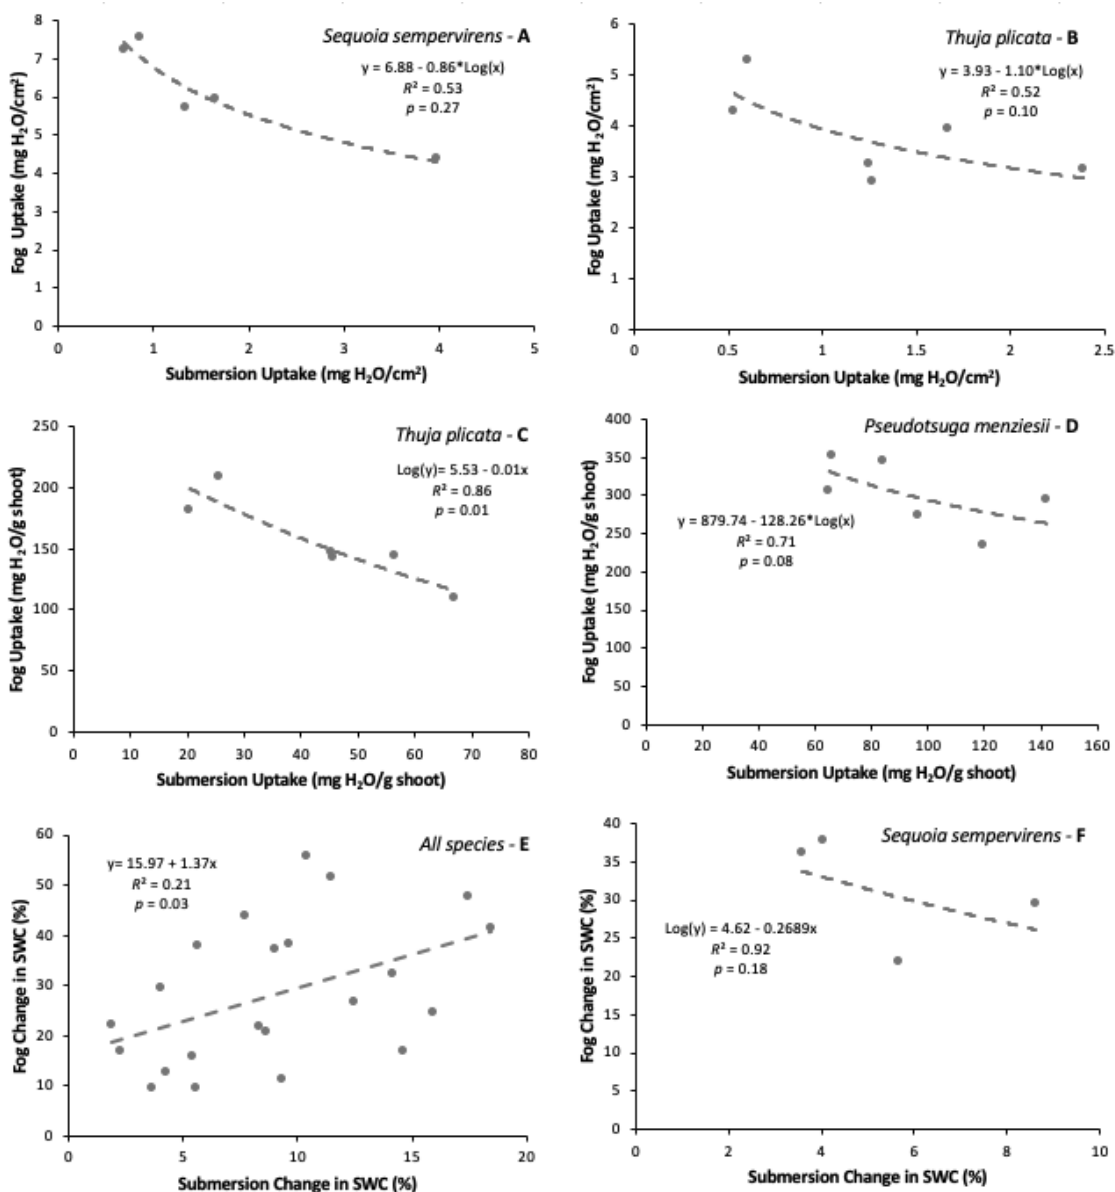 Sequoia sempervirens - A
y = 6.88 - 0.86*Log(x)
R² = 0.53
p = 0.27
Fog Uptake (mg H₂O/cm²)
8
7
6
5
4
3
2
1
0
0 1 2 3 4 5
Submersion Uptake (mg H₂O/cm²)
Thuja plicata - B
y = 3.93 - 1.10*Log(x)
R² = 0.52
p = 0.10
Fog Uptake (mg H₂O/cm²)
6
5
4
3
2
1
0
0 0.5 1 1.5 2 2.5
Submersion Uptake (mg H₂O/cm²)
Thuja plicata - C
Log(y)= 5.53 - 0.01x
R² = 0.86
p = 0.01
Fog Uptake (mg H₂O/g shoot)
250
200
150
100
50
0
0 10 20 30 40 50 60 70 80
Submersion Uptake (mg H₂O/g shoot)
Pseudotsuga menziesii - D
y = 879.74 - 128.26*Log(x)
R² = 0.71
p = 0.08
Fog Uptake (mg H₂O/g shoot)
400
350
300
250
200
150
100
50
0
0 20 40 60 80 100 120 140 160
Submersion Uptake (mg H₂O/g shoot)
All species - E
y= 15.97 + 1.37x
R² = 0.21
p = 0.03
Fog Change in SWC (%)
60
50
40
30
20
10
0
0 5 10 15 20
Submersion Change in SWC (%)
Sequoia sempervirens - F
Log(y) = 4.62 - 0.2689x
R² = 0.92
p = 0.18
Fog Change in SWC (%)
40
35
30
25
20
15
10
5
0
0 2 4 6 8 10
Submersion Change in SWC (%)